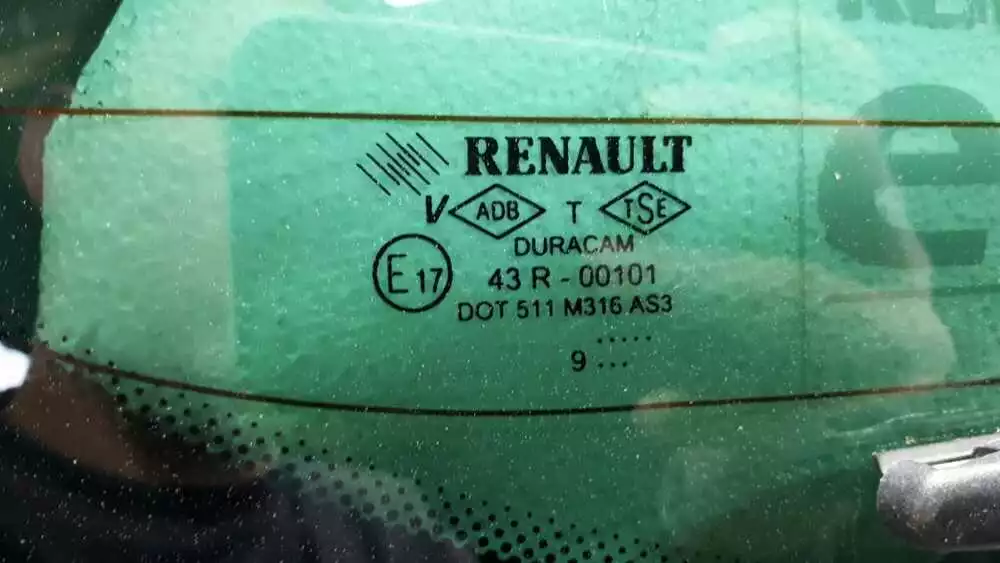 RENAULT
V ADB T TSE
DURACAM
E17 43 R - 00101
DOT 511 M316 AS3
.....
9 ...